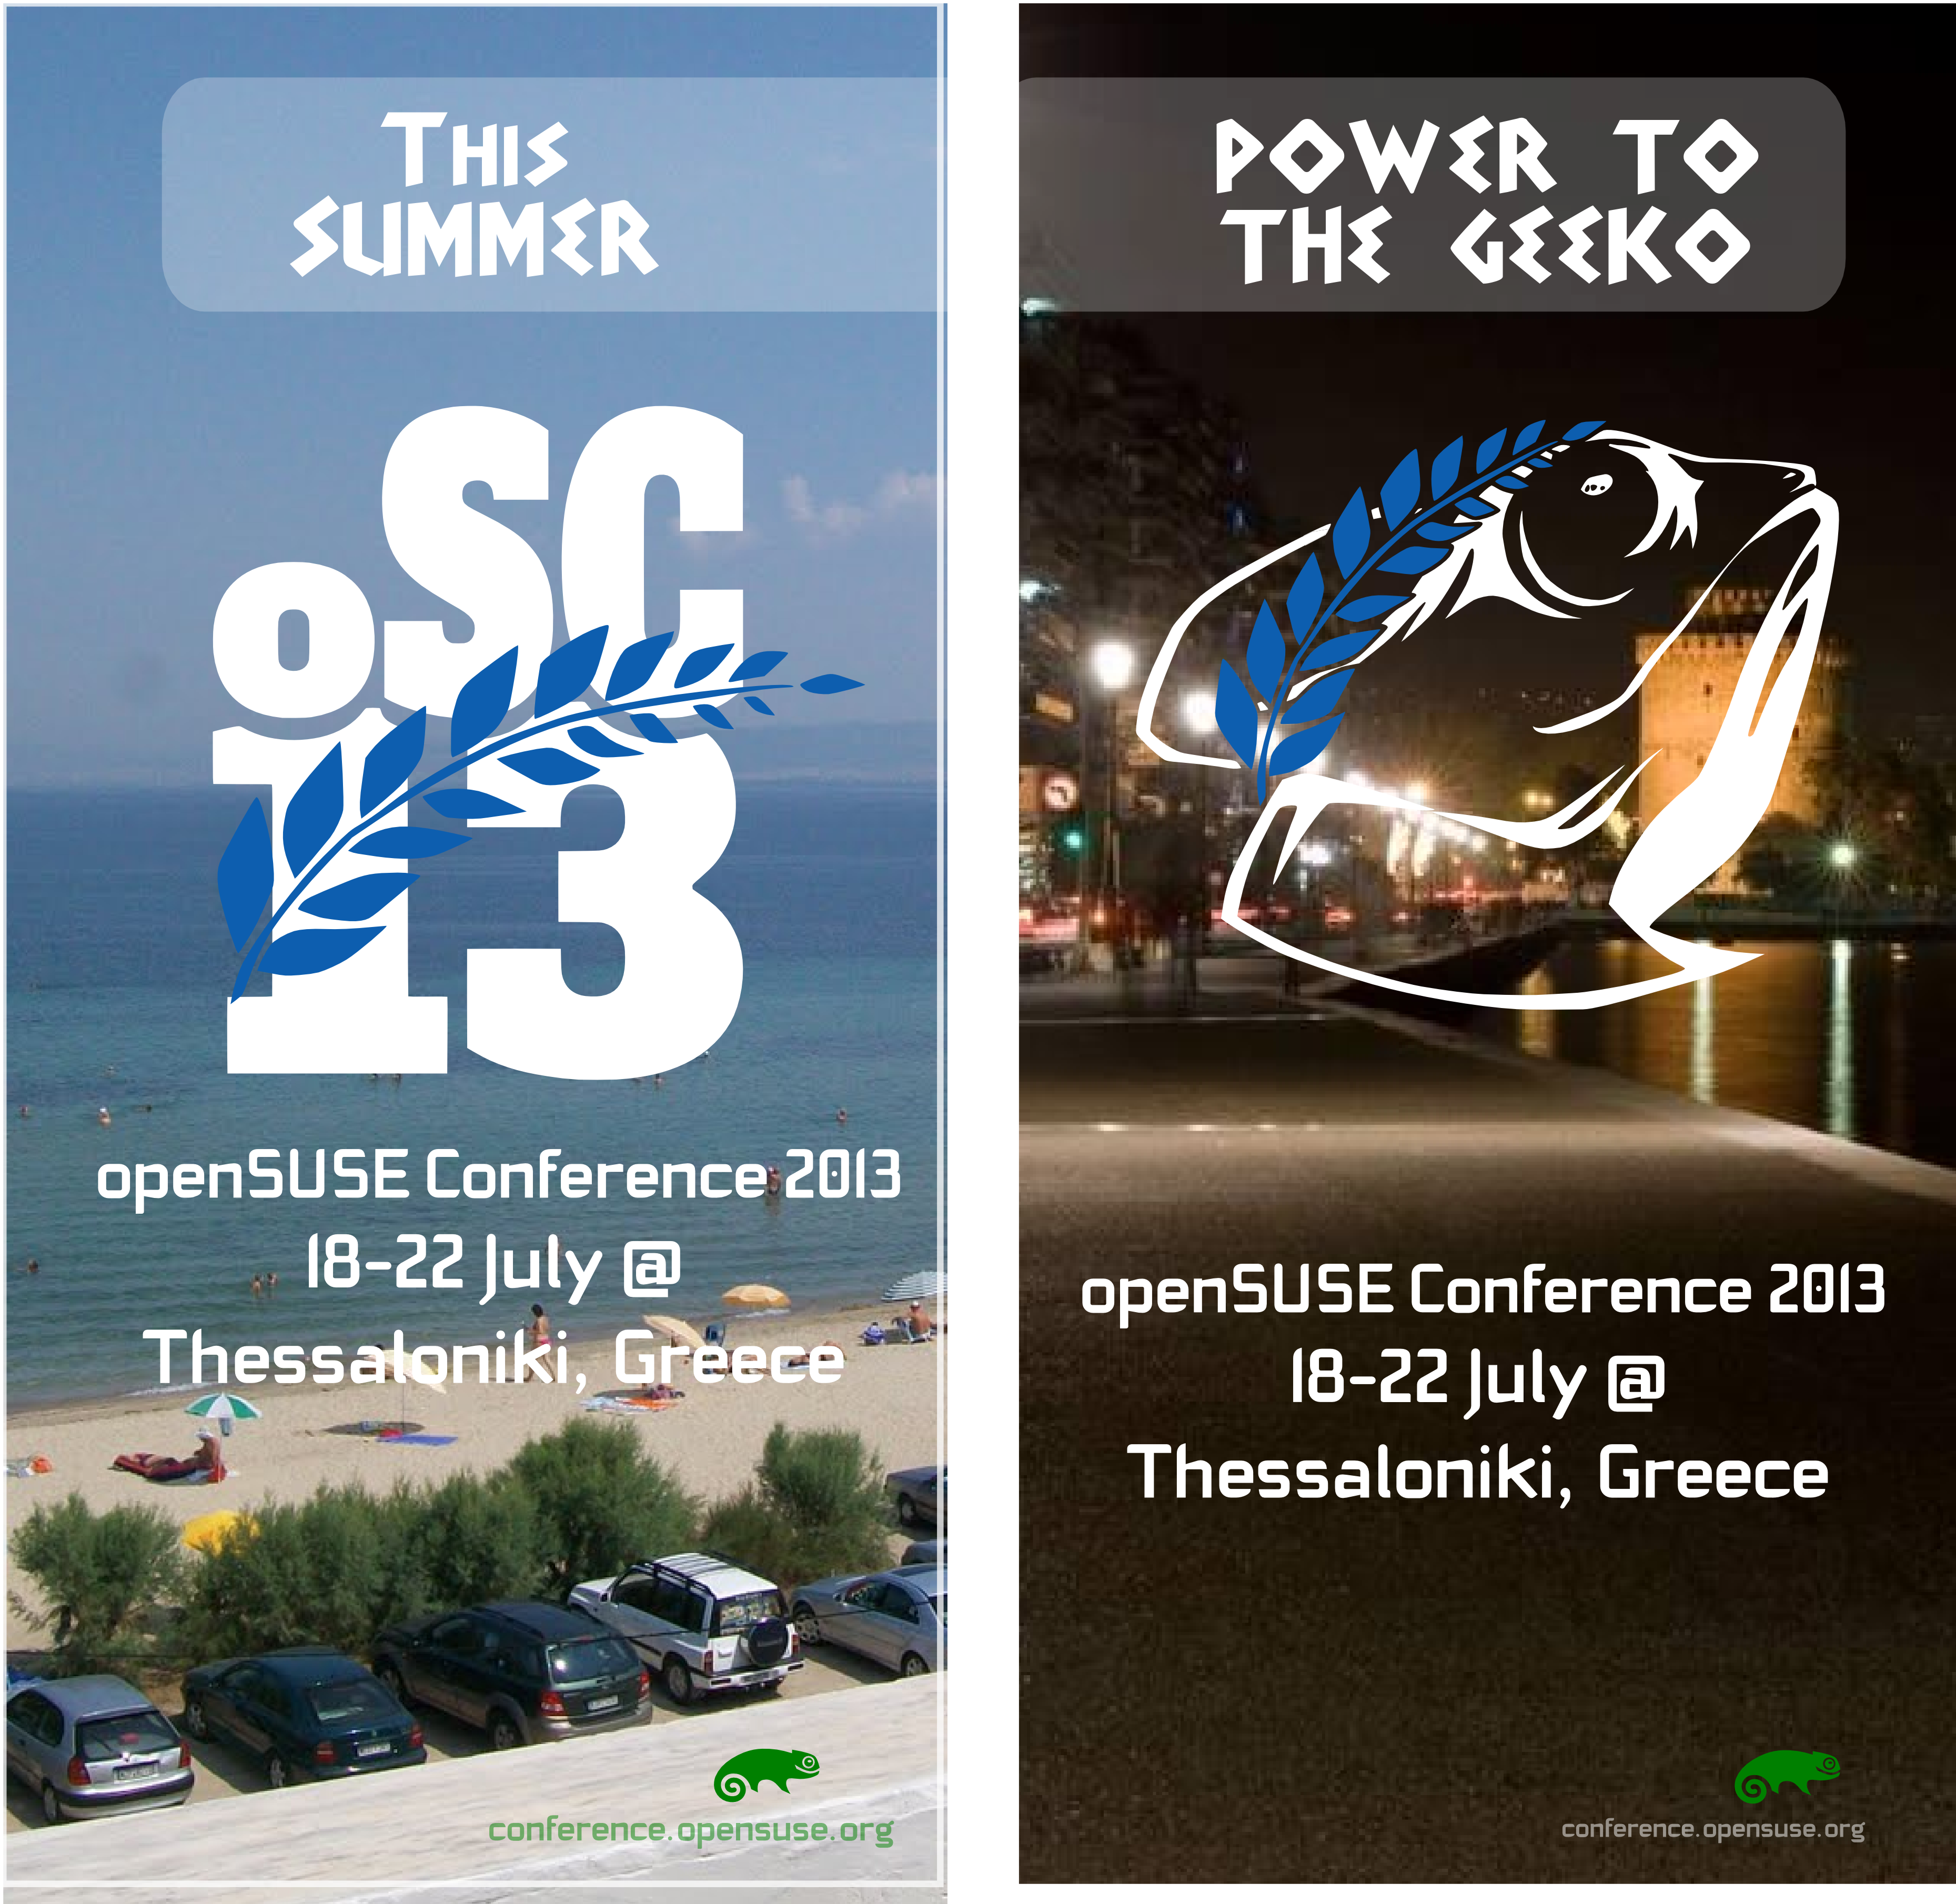 THIS
SUMMER
oSC
13
openSUSE Conference 2013
18-22 July @
Thessaloniki, Greece
conference.opensuse.org
POWER TO
THE GEEKO
openSUSE Conference 2013
18-22 July @
Thessaloniki, Greece
conference.opensuse.org